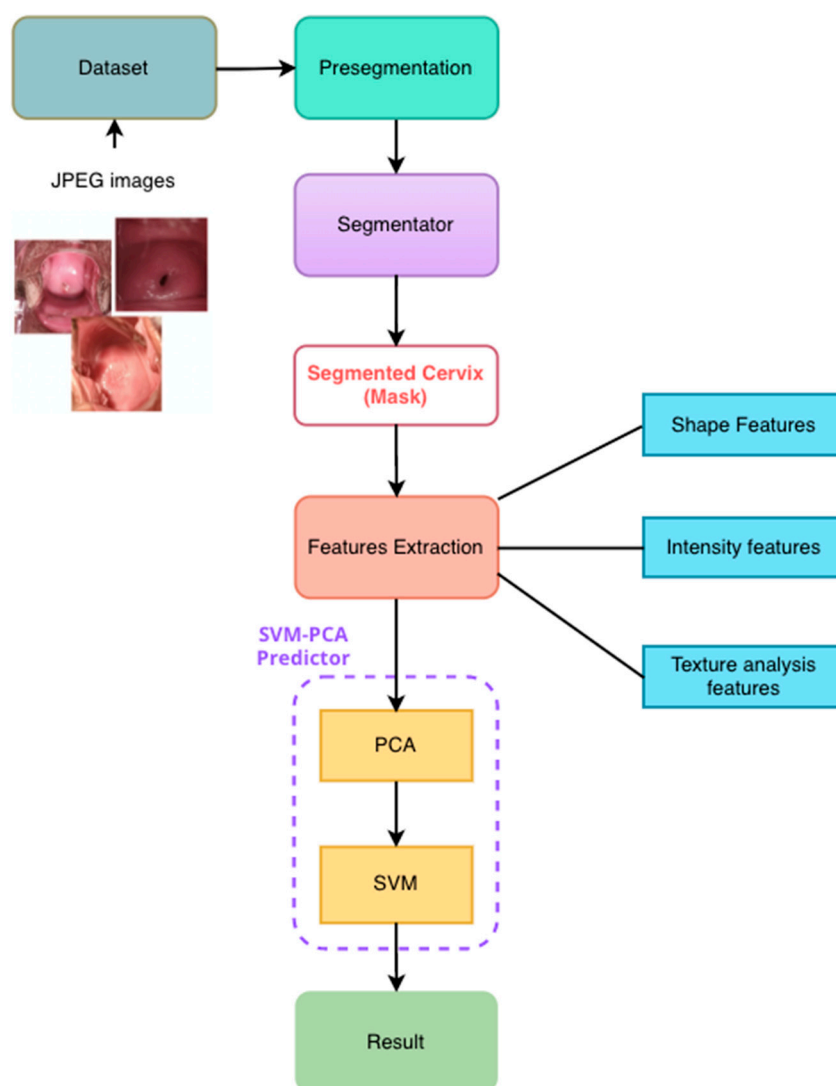 Dataset
Presegmentation
JPEG images
Segmentator
Segmented Cervix
(Mask)
Shape Features
Features Extraction
Intensity features
SVM-PCA
Predictor
Texture analysis
features
PCA
SVM
Result